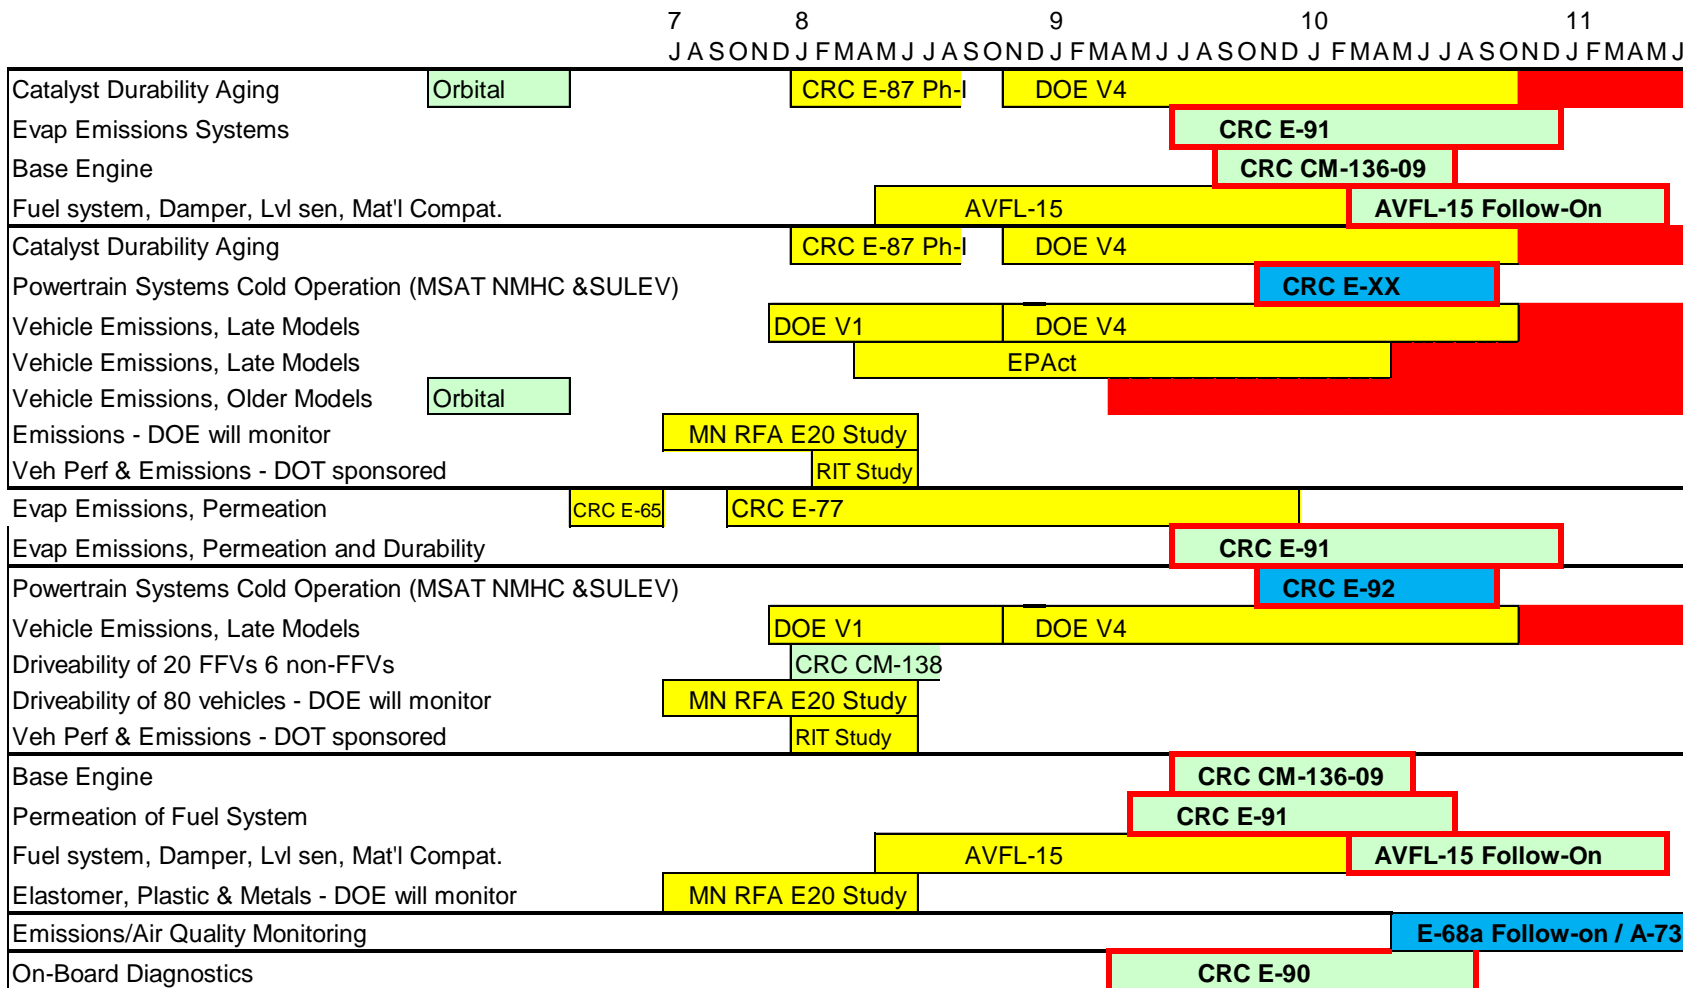 7 8 9 10 11
J A S O N D J F M A M J J A S O N D J F M A M J J A S O N D J F M A M J J A S O N D J F M A M J
Catalyst Durability Aging Orbital CRC E-87 Ph-I DOE V4
Evap Emissions Systems CRC E-91
Base Engine CRC CM-136-09
Fuel system, Damper, Lvl sen, Mat'l Compat. AVFL-15 AVFL-15 Follow-On
Catalyst Durability Aging CRC E-87 Ph-I DOE V4
Powertrain Systems Cold Operation (MSAT NMHC &SULEV) CRC E-XX
Vehicle Emissions, Late Models DOE V1 DOE V4
Vehicle Emissions, Late Models EPAct
Vehicle Emissions, Older Models Orbital
Emissions - DOE will monitor MN RFA E20 Study
Veh Perf & Emissions - DOT sponsored RIT Study
Evap Emissions, Permeation CRC E-65 CRC E-77
Evap Emissions, Permeation and Durability CRC E-91
Powertrain Systems Cold Operation (MSAT NMHC &SULEV) CRC E-92
Vehicle Emissions, Late Models DOE V1 DOE V4
Driveability of 20 FFVs 6 non-FFVs CRC CM-138
Driveability of 80 vehicles - DOE will monitor MN RFA E20 Study
Veh Perf & Emissions - DOT sponsored RIT Study
Base Engine CRC CM-136-09
Permeation of Fuel System CRC E-91
Fuel system, Damper, Lvl sen, Mat'l Compat. AVFL-15 AVFL-15 Follow-On
Elastomer, Plastic & Metals - DOE will monitor MN RFA E20 Study
Emissions/Air Quality Monitoring E-68a Follow-on / A-73
On-Board Diagnostics CRC E-90